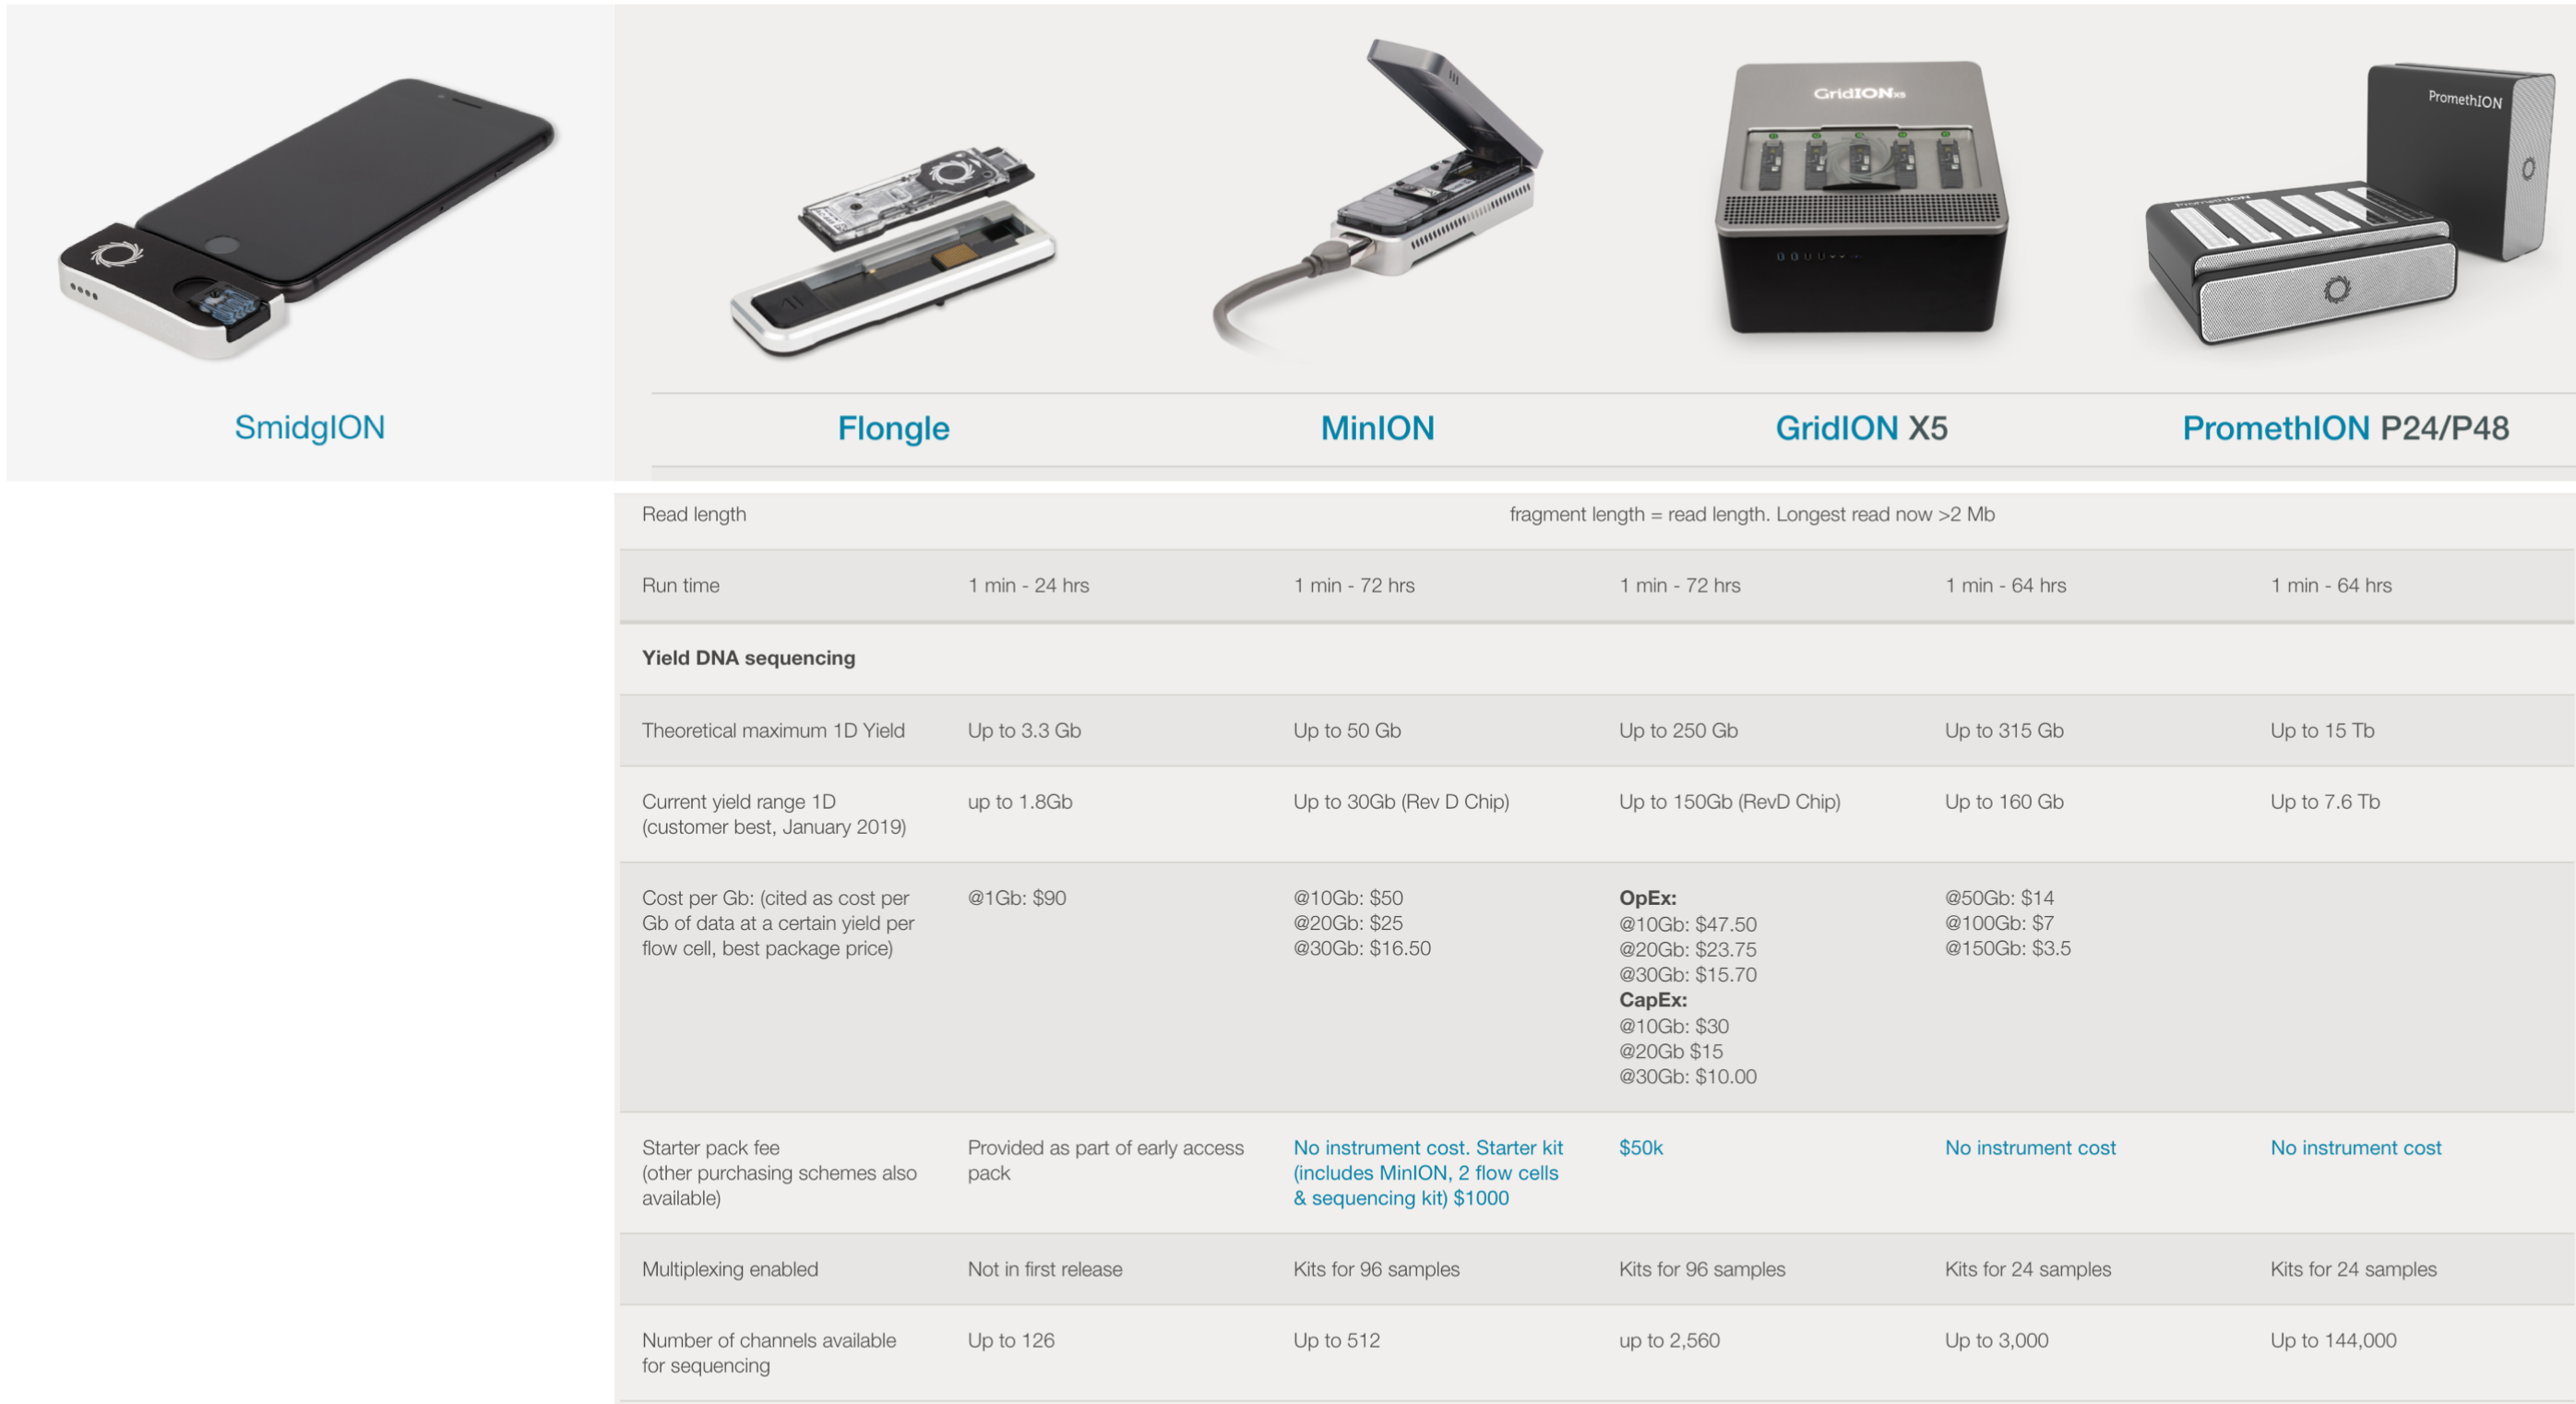 GridIONx5
PromethION
PromethION
SmidgION
Flongle
MinION
GridION X5
PromethION P24/P48
Read length
fragment length = read length. Longest read now >2 Mb
Run time
1 min - 24 hrs
1 min - 72 hrs
1 min - 72 hrs
1 min - 64 hrs
1 min - 64 hrs
Yield DNA sequencing
Theoretical maximum 1D Yield
Up to 3.3 Gb
Up to 50 Gb
Up to 250 Gb
Up to 315 Gb
Up to 15 Tb
Current yield range 1D
(customer best, January 2019)
up to 1.8Gb
Up to 30Gb (Rev D Chip)
Up to 150Gb (RevD Chip)
Up to 160 Gb
Up to 7.6 Tb
Cost per Gb: (cited as cost per
Gb of data at a certain yield per
flow cell, best package price)
@1Gb: $90
@10Gb: $50
@20Gb: $25
@30Gb: $16.50
OpEx:
@10Gb: $47.50
@20Gb: $23.75
@30Gb: $15.70
CapEx:
@10Gb: $30
@20Gb $15
@30Gb: $10.00
@50Gb: $14
@100Gb: $7
@150Gb: $3.5
Starter pack fee
(other purchasing schemes also
available)
Provided as part of early access
pack
No instrument cost. Starter kit
(includes MinION, 2 flow cells
& sequencing kit) $1000
$50k
No instrument cost
No instrument cost
Multiplexing enabled
Not in first release
Kits for 96 samples
Kits for 96 samples
Kits for 24 samples
Kits for 24 samples
Number of channels available
for sequencing
Up to 126
Up to 512
up to 2,560
Up to 3,000
Up to 144,000